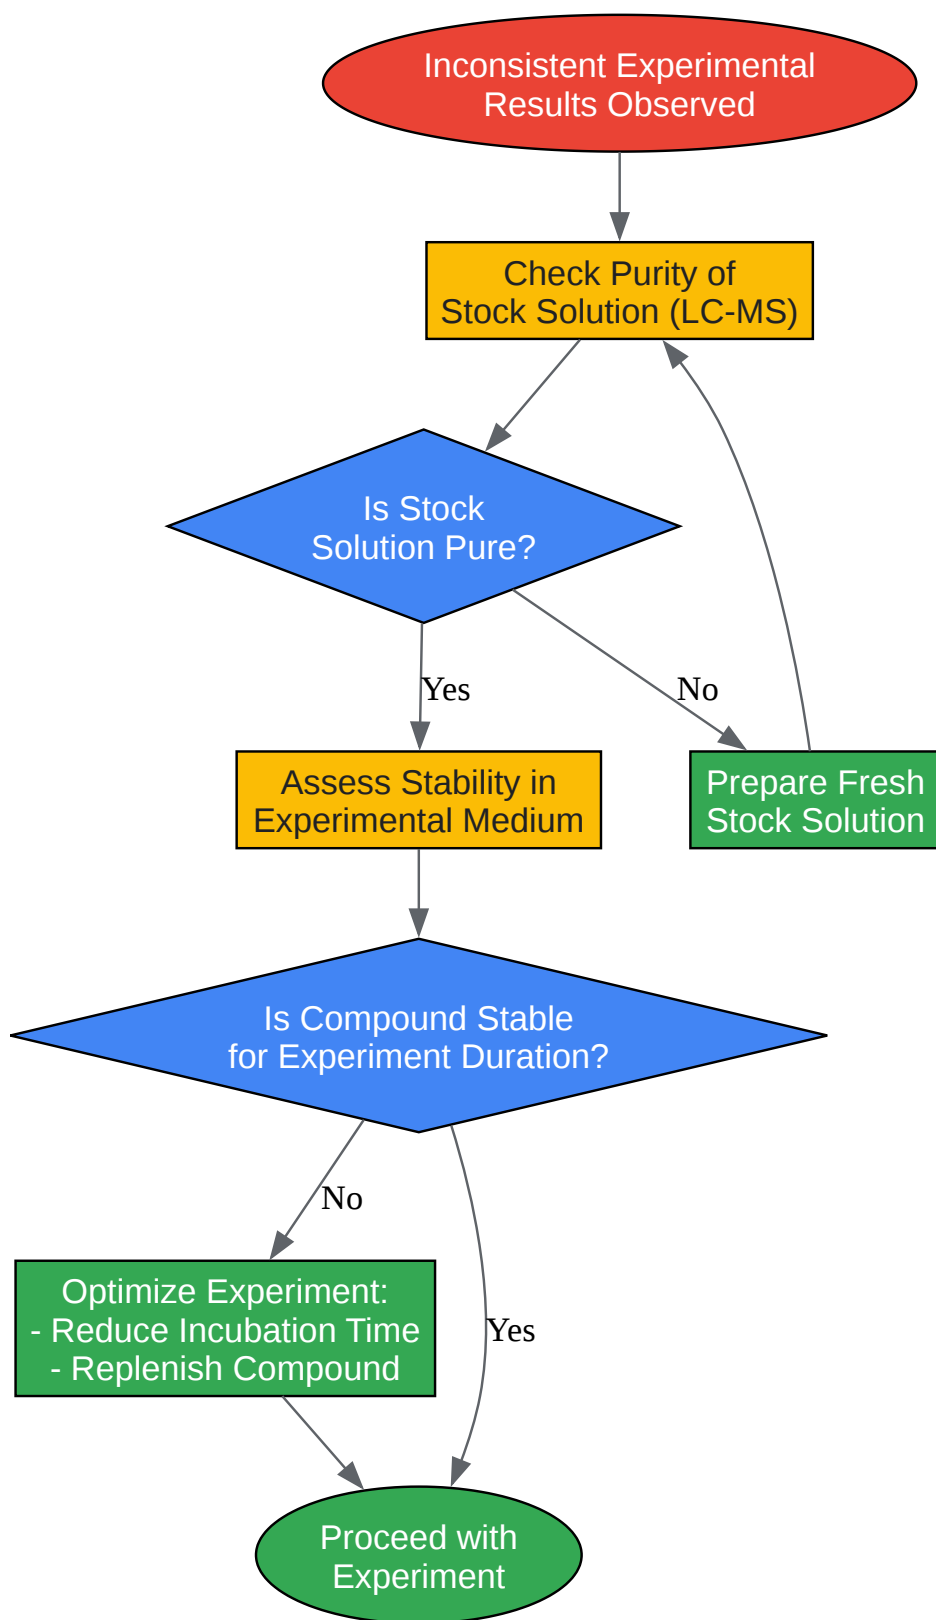 Inconsistent Experimental
Results Observed
Check Purity of
Stock Solution (LC-MS)
Is Stock
Solution Pure?
Yes
No
Assess Stability in
Experimental Medium
Prepare Fresh
Stock Solution
Is Compound Stable
for Experiment Duration?
No
Optimize Experiment:
- Reduce Incubation Time
- Replenish Compound
Yes
Proceed with
Experiment